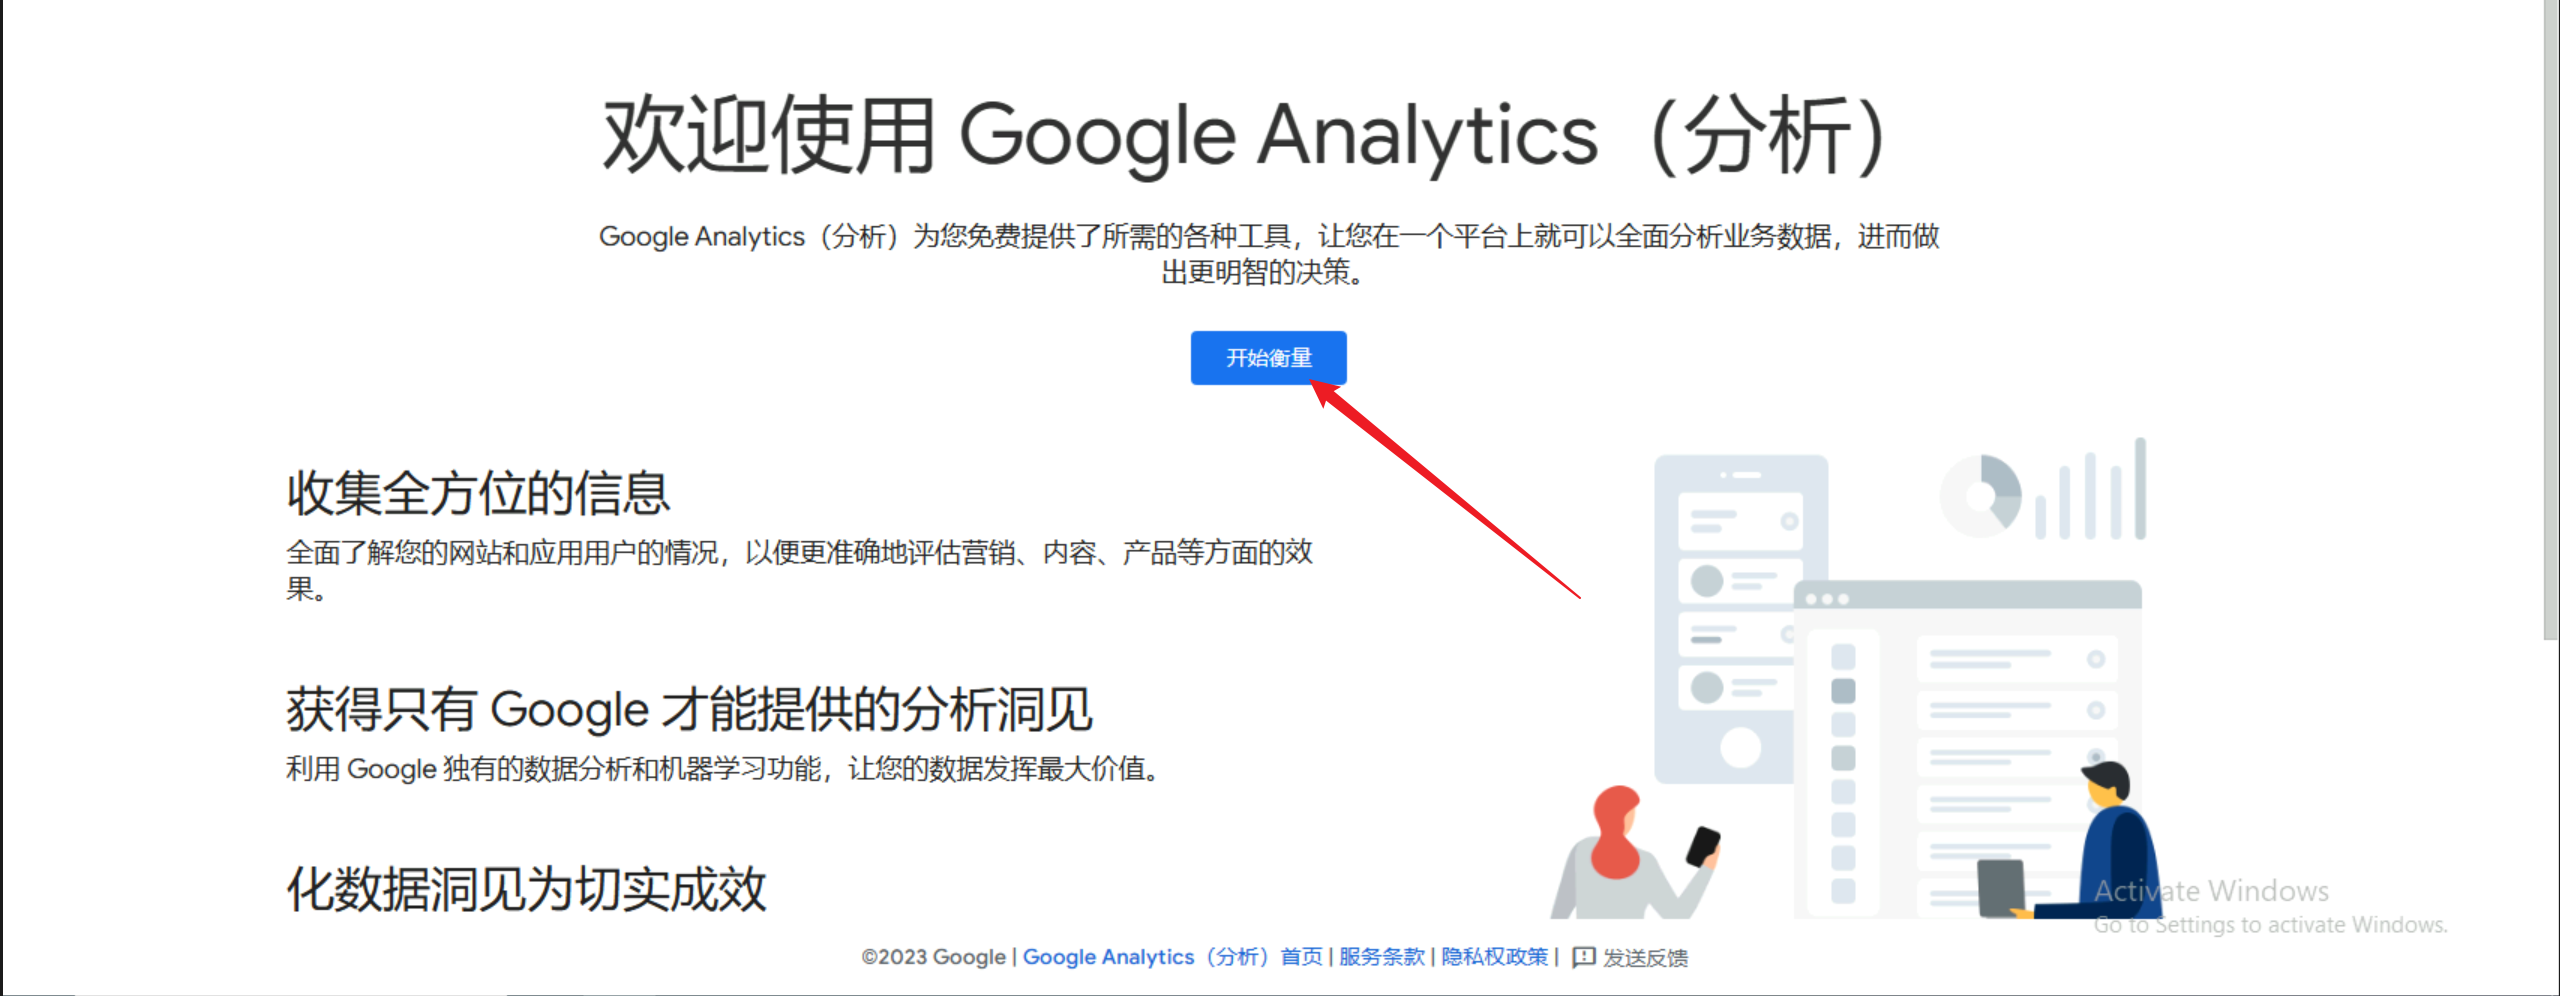 欢迎使用 Google Analytics（分析）
Google Analytics（分析）为您免费提供了所需的各种工具，让您在一个平台上就可以全面分析业务数据，进而做
出更明智的决策。
开始衡量
收集全方位的信息
全面了解您的网站和应用用户的情况，以便更准确地评估营销、内容、产品等方面的效
果。
获得只有 Google 才能提供的分析洞见
利用 Google 独有的数据分析和机器学习功能，让您的数据发挥最大价值。
化数据洞见为切实成效
Activate Windows
Go to Settings to activate Windows.
©2023 Google | Google Analytics（分析）首页 | 服务条款 | 隐私权政策 | 发送反馈